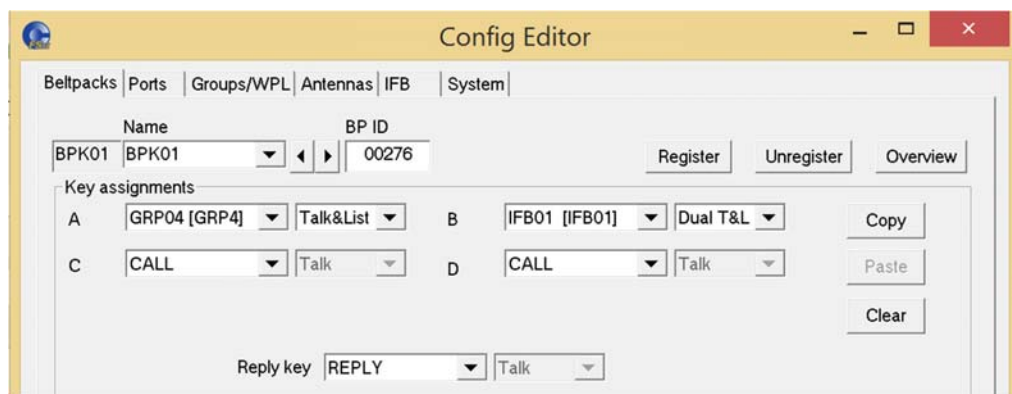 Config Editor
Beltpacks Ports Groups/WPL Antennas IFB System
Name BP ID
BPK01 BPK01 00276 Register Unregister Overview
Key assignments
A GRP04 [GRP4] Talk&List B IFB01 [IFB01] Dual T&L Copy
C CALL Talk D CALL Talk Paste
Clear
Reply key REPLY Talk